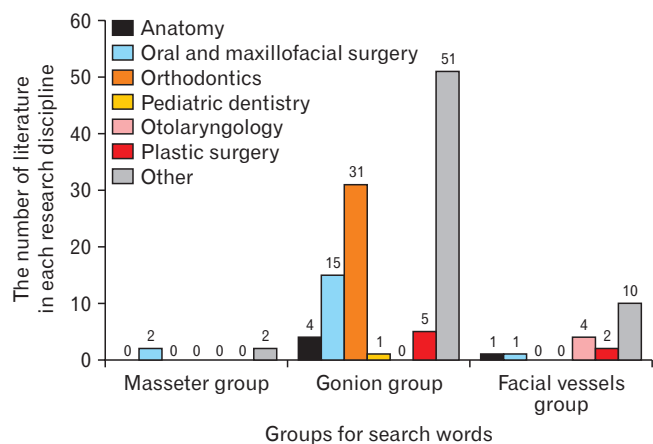 60
50
40
30
20
10
0
The number of literature
in each research discipline
Anatomy
Oral and maxillofacial surgery
Orthodontics
Pediatric dentistry
Otolaryngology
Plastic surgery
Other
0 2 0 0 0 0 2
4 15 31 1 0 5 51
1 1 0 0 4 2 10
Masseter group Gonion group Facial vessels
group
Groups for search words